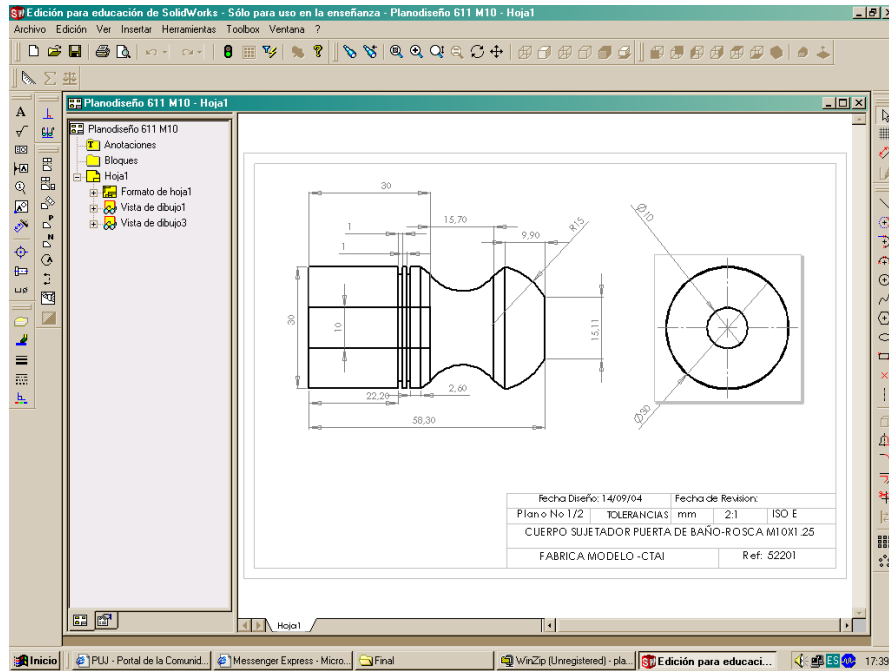 Edición para educación de SolidWorks - Sólo para uso en la enseñanza - Planodiseño 611 M10 - Hoja1
Archivo Edición Ver Insertar Herramientas Toolbox Ventana ?
Planodiseño 611 M10 - Hoja1
Planodiseño 611 M10
Anotaciones
Bloques
Hoja1
Formato de hoja1
Vista de dibujo1
Vista de dibujo3
30
1
15,70
R15
9,90
1
30
10
15,11
22,20
2,60
58,30
Ø10
Ø30
Fecha Diseño: 14/09/04 Fecha de Revision:
Plano No 1/2 TOLERANCIAS mm 2:1 ISO E
CUERPO SUJETADOR PUERTA DE BAÑO-ROSCA M10X1.25
FABRICA MODELO -CTAI Ref: 52201
Hoja1
Inicio PUJ - Portal de la Comunid... Messenger Express - Micro... Final WinZip (Unregistered) - pla... Edición para educaci... ES 17:39